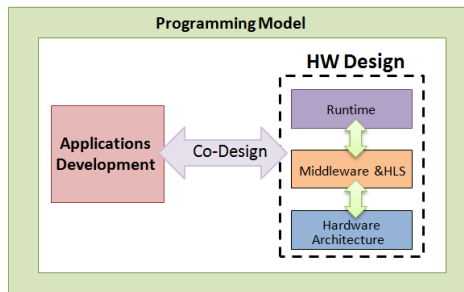 Programming Model
HW Design
Runtime
Applications
Development
Co-Design
Middleware &HLS
Hardware
Architecture